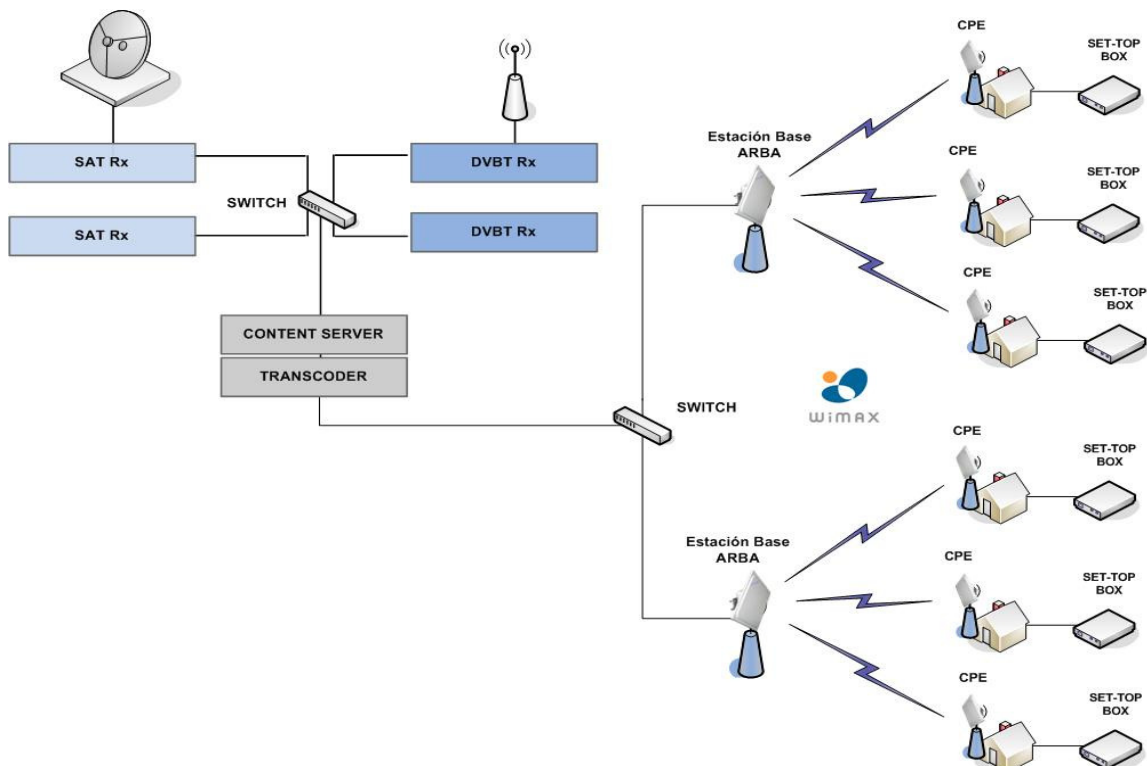 CPE
SET-TOP
BOX
Estación Base
ARBA
SAT Rx
DVBT Rx
SWITCH
CPE
SET-TOP
BOX
SAT Rx
DVBT Rx
CPE
SET-TOP
BOX
CONTENT SERVER
TRANSCODER
SWITCH
WiMAX
CPE
SET-TOP
BOX
Estación Base
ARBA
CPE
SET-TOP
BOX
CPE
SET-TOP
BOX